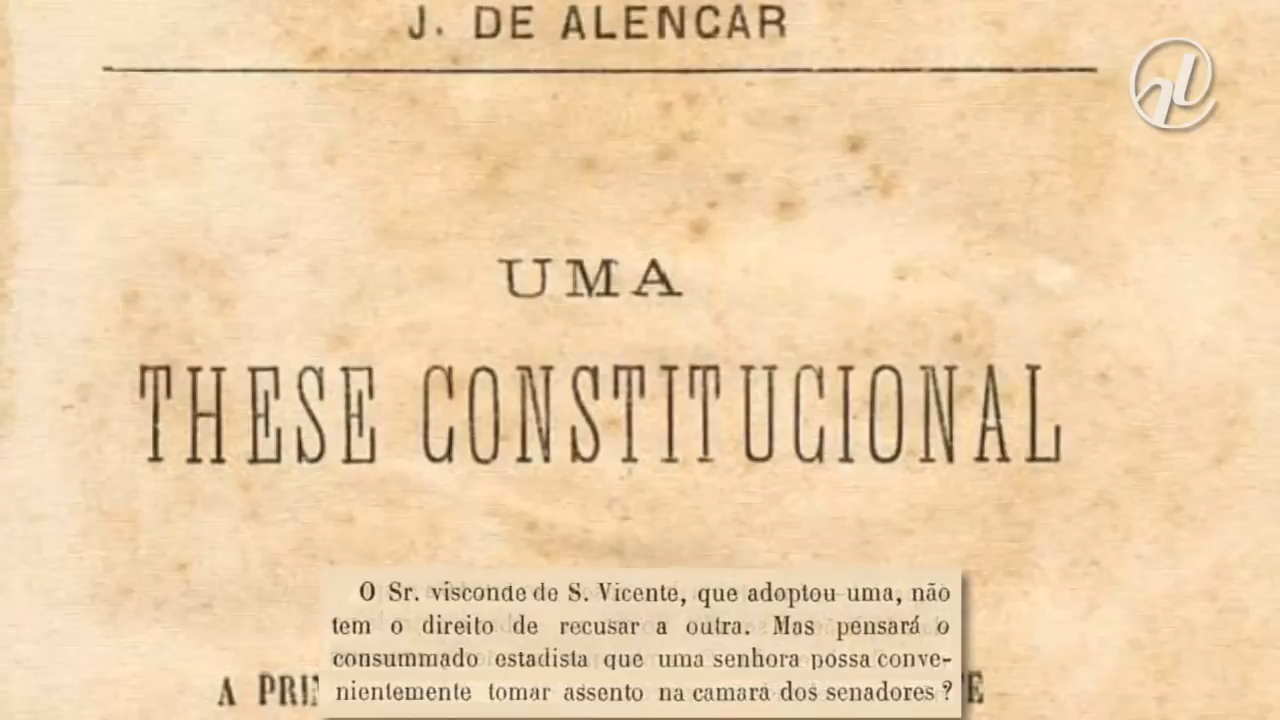 J. DE ALENCAR
UMA
THESE CONSTITUCIONAL
O Sr. visconde de S. Vicente, que adoptou uma, não
tem o direito de recusar a outra. Mas pensará o
consummado estadista que uma senhora possa conve-
nientemente tomar assento na camara dos senadores ?
A